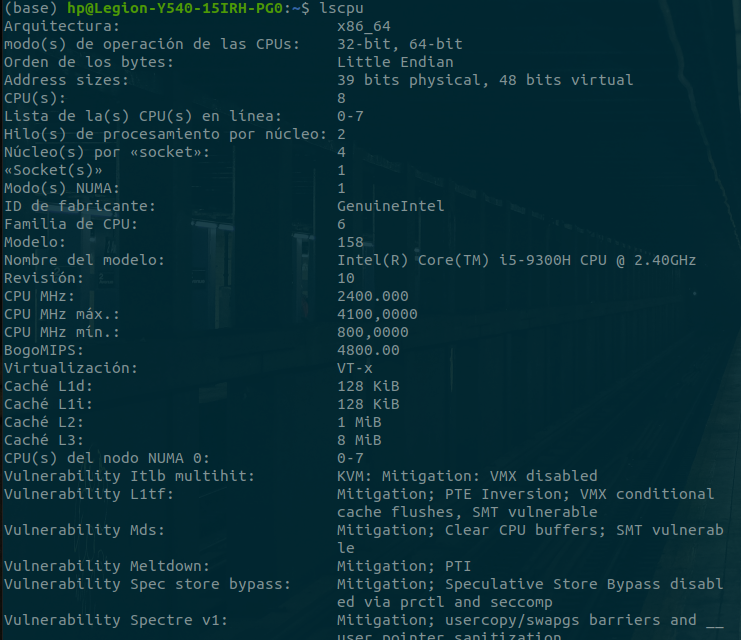 (base) hp@Legion-Y540-15IRH-PG0:~$ lscpu
Arquitectura: x86_64
modo(s) de operación de las CPUs: 32-bit, 64-bit
Orden de los bytes: Little Endian
Address sizes: 39 bits physical, 48 bits virtual
CPU(s): 8
Lista de la(s) CPU(s) en línea: 0-7
Hilo(s) de procesamiento por núcleo: 2
Núcleo(s) por «socket»: 4
«Socket(s)» 1
Modo(s) NUMA: 1
ID de fabricante: GenuineIntel
Familia de CPU: 6
Modelo: 158
Nombre del modelo: Intel(R) Core(TM) i5-9300H CPU @ 2.40GHz
Revisión: 10
CPU MHz: 2400.000
CPU MHz máx.: 4100,0000
CPU MHz mín.: 800,0000
BogoMIPS: 4800.00
Virtualización: VT-x
Caché L1d: 128 KiB
Caché L1i: 128 KiB
Caché L2: 1 MiB
Caché L3: 8 MiB
CPU(s) del nodo NUMA 0: 0-7
Vulnerability Itlb multihit: KVM: Mitigation: VMX disabled
Vulnerability L1tf: Mitigation; PTE Inversion; VMX conditional
cache flushes, SMT vulnerable
Vulnerability Mds: Mitigation; Clear CPU buffers; SMT vulnerab
le
Vulnerability Meltdown: Mitigation; PTI
Vulnerability Spec store bypass: Mitigation; Speculative Store Bypass disabl
ed via prctl and seccomp
Vulnerability Spectre v1: Mitigation; usercopy/swapgs barriers and __
user pointer sanitization